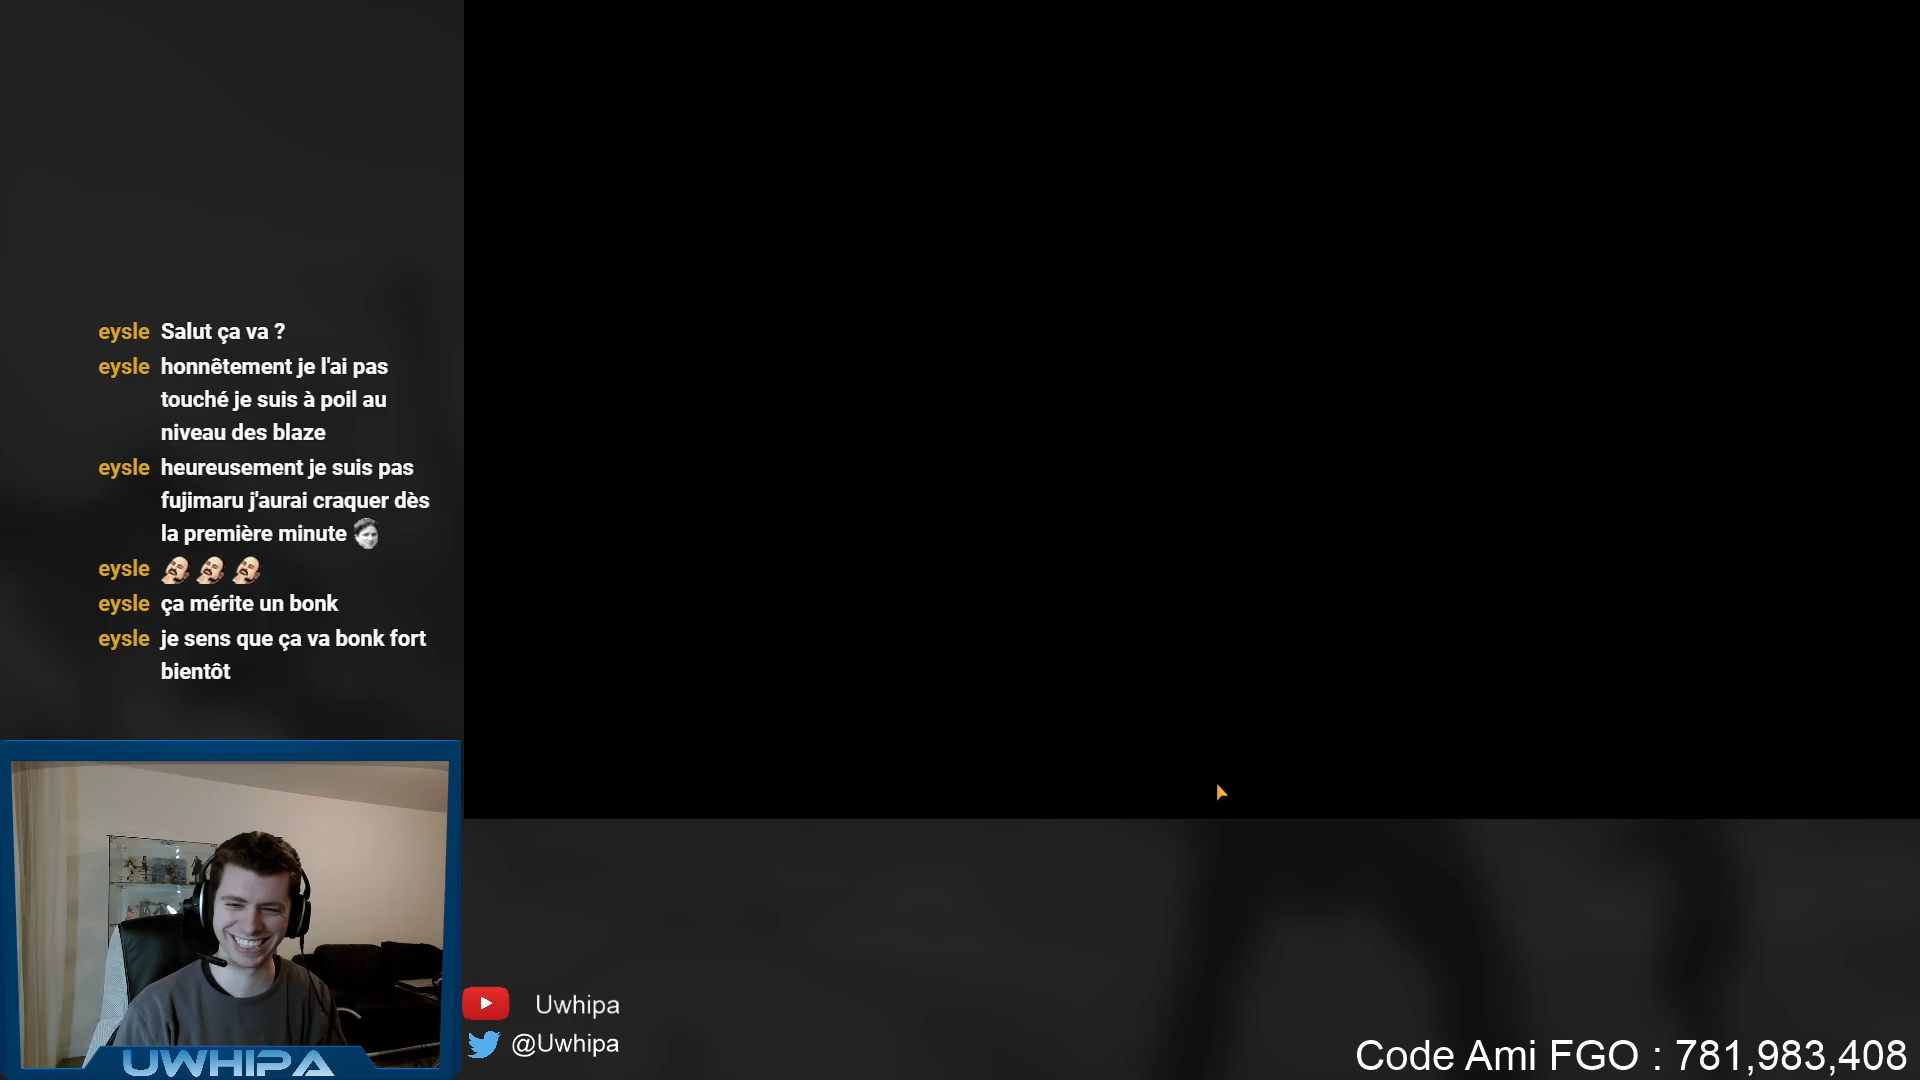 eysle Salut ça va ?
eysle honnêtement je l'ai pas
touché je suis à poil au
niveau des blaze
eysle heureusement je suis pas
fujimaru j'aurai craquer dès
la première minute
eysle
eysle ça mérite un bonk
eysle je sens que ça va bonk fort
bientôt
UWHIPA
Uwhipa
@Uwhipa
Code Ami FGO : 781,983,408